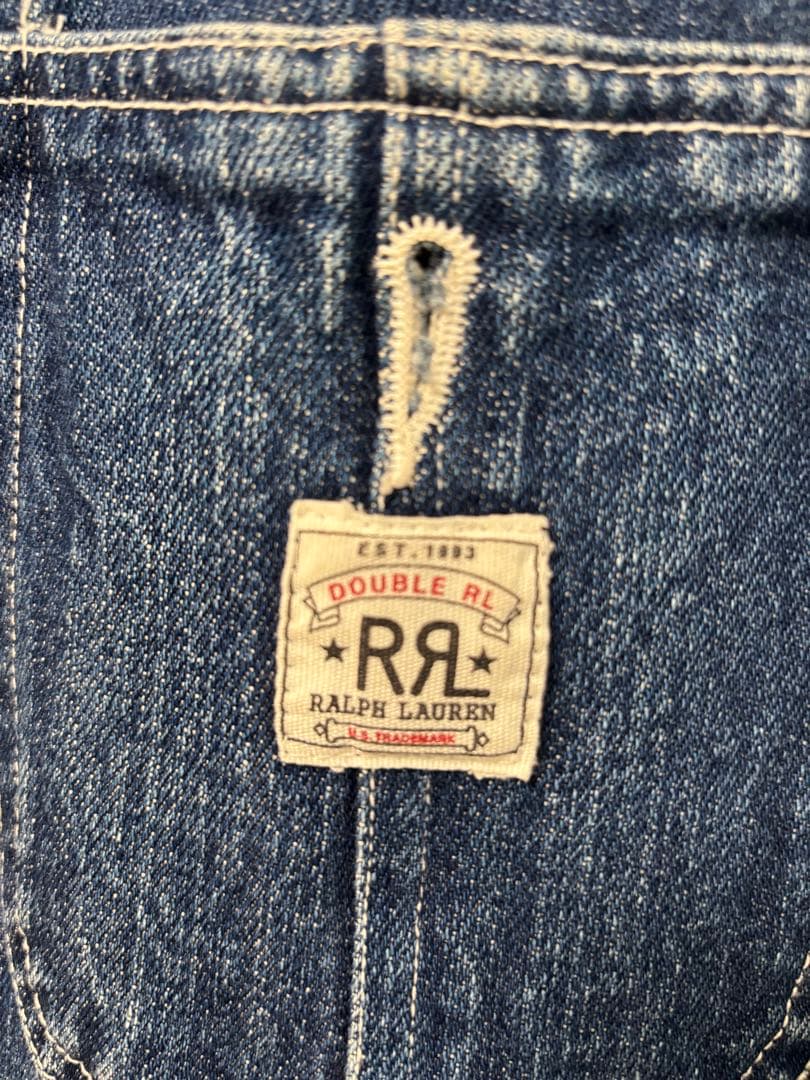 EST. 1993
DOUBLE RL
★ RRL ★
RALPH LAUREN
U.S. TRADEMARK